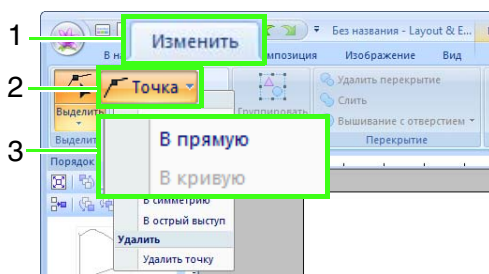 1
Изменить
Без названия - Layout & E...
В на
мпозиция
Изображение
Вид
2
Точка
Удалить перекрытие
Слить
Вышивание с отверстием
Выделить
Группировать
Перекрытие
3
В прямую
В кривую
Порядок
В симметрию
В острый выступ
Удалить
Удалить точку